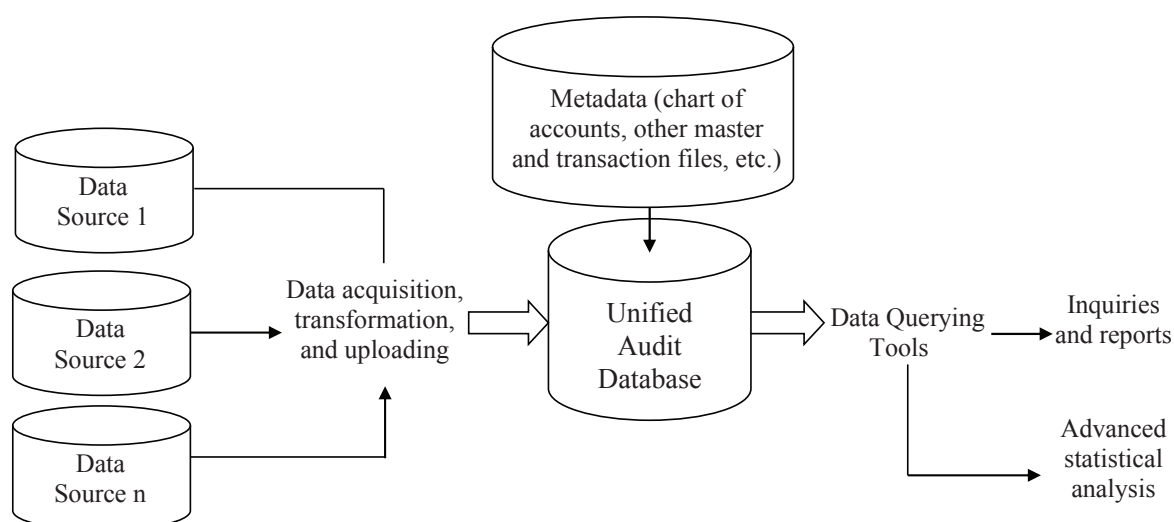 Metadata (chart of
accounts, other master
and transaction files, etc.)
Data
Source 1
Data
Source 2
Data
Source n
Data acquisition,
transformation,
and uploading
Unified
Audit
Database
Data Querying
Tools
Inquiries
and reports
Advanced
statistical
analysis